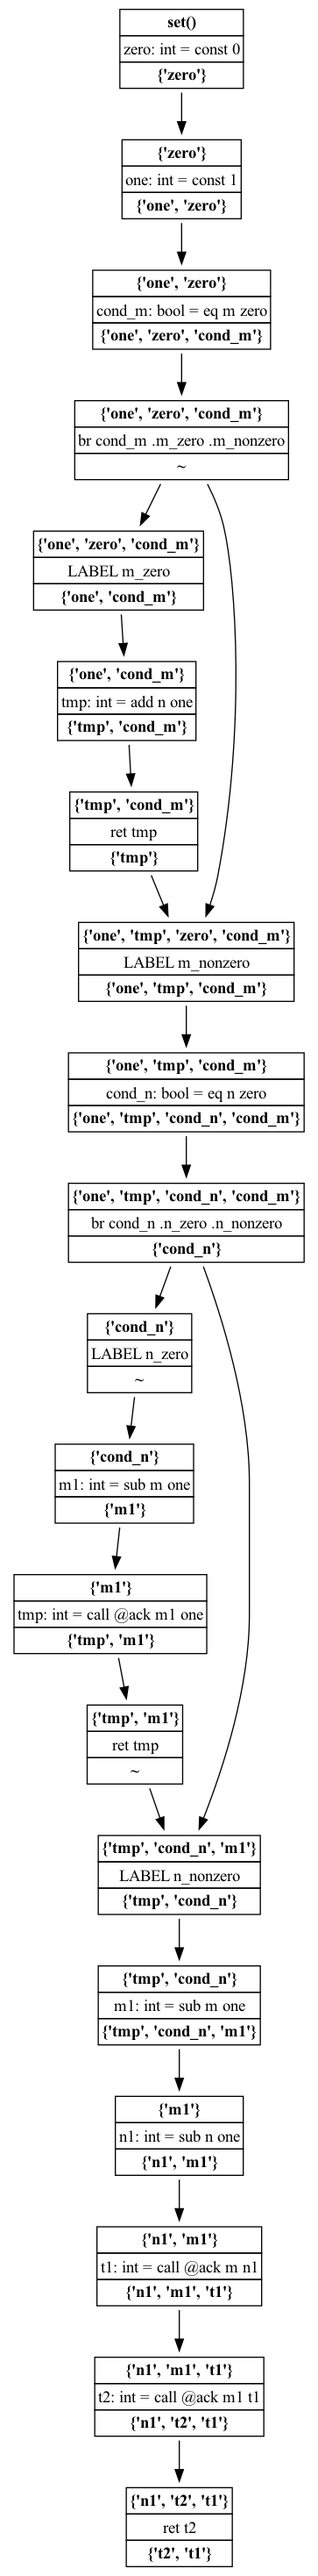 set()
zero: int = const 0
{'zero'}
{'zero'}
one: int = const 1
{'one', 'zero'}
{'one', 'zero'}
cond_m: bool = eq m zero
{'one', 'zero', 'cond_m'}
{'one', 'zero', 'cond_m'}
br cond_m .m_zero .m_nonzero
~
{'one', 'zero', 'cond_m'}
LABEL m_zero
{'one', 'cond_m'}
{'one', 'cond_m'}
tmp: int = add n one
{'tmp', 'cond_m'}
{'tmp', 'cond_m'}
ret tmp
{'tmp'}
{'one', 'tmp', 'zero', 'cond_m'}
LABEL m_nonzero
{'one', 'tmp', 'cond_m'}
{'one', 'tmp', 'cond_m'}
cond_n: bool = eq n zero
{'one', 'tmp', 'cond_n', 'cond_m'}
{'one', 'tmp', 'cond_n', 'cond_m'}
br cond_n .n_zero .n_nonzero
{'cond_n'}
{'cond_n'}
LABEL n_zero
~
{'cond_n'}
m1: int = sub m one
{'m1'}
{'m1'}
tmp: int = call @ack m1 one
{'tmp', 'm1'}
{'tmp', 'm1'}
ret tmp
~
{'tmp', 'cond_n', 'm1'}
LABEL n_nonzero
{'tmp', 'cond_n'}
{'tmp', 'cond_n'}
m1: int = sub m one
{'tmp', 'cond_n', 'm1'}
{'m1'}
n1: int = sub n one
{'n1', 'm1'}
{'n1', 'm1'}
t1: int = call @ack m n1
{'n1', 'm1', 't1'}
{'n1', 'm1', 't1'}
t2: int = call @ack m1 t1
{'n1', 't2', 't1'}
{'n1', 't2', 't1'}
ret t2
{'t2', 't1'}